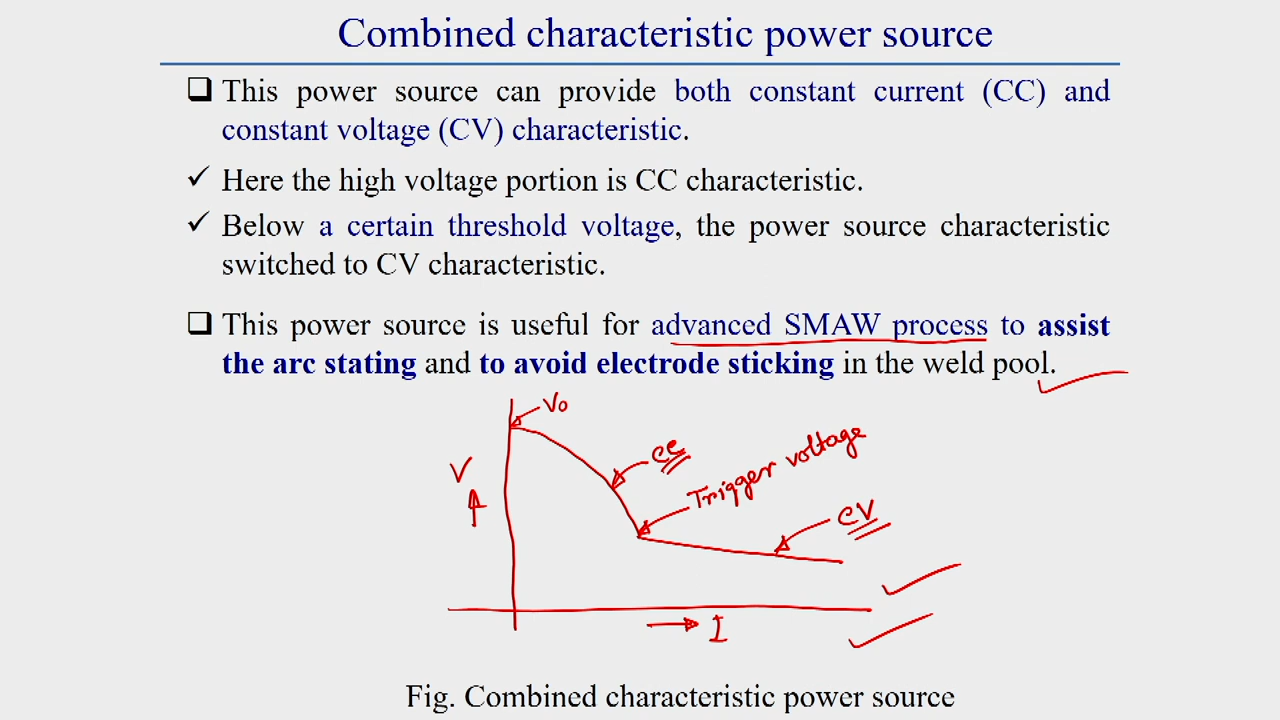 Combined characteristic power source
❑ This power source can provide both constant current (CC) and
constant voltage (CV) characteristic.
✓ Here the high voltage portion is CC characteristic.
✓ Below a certain threshold voltage, the power source characteristic
switched to CV characteristic.
❑ This power source is useful for advanced SMAW process to assist
the arc stating and to avoid electrode sticking in the weld pool.
V₀
CC
Trigger voltage
V
CV
I
Fig. Combined characteristic power source